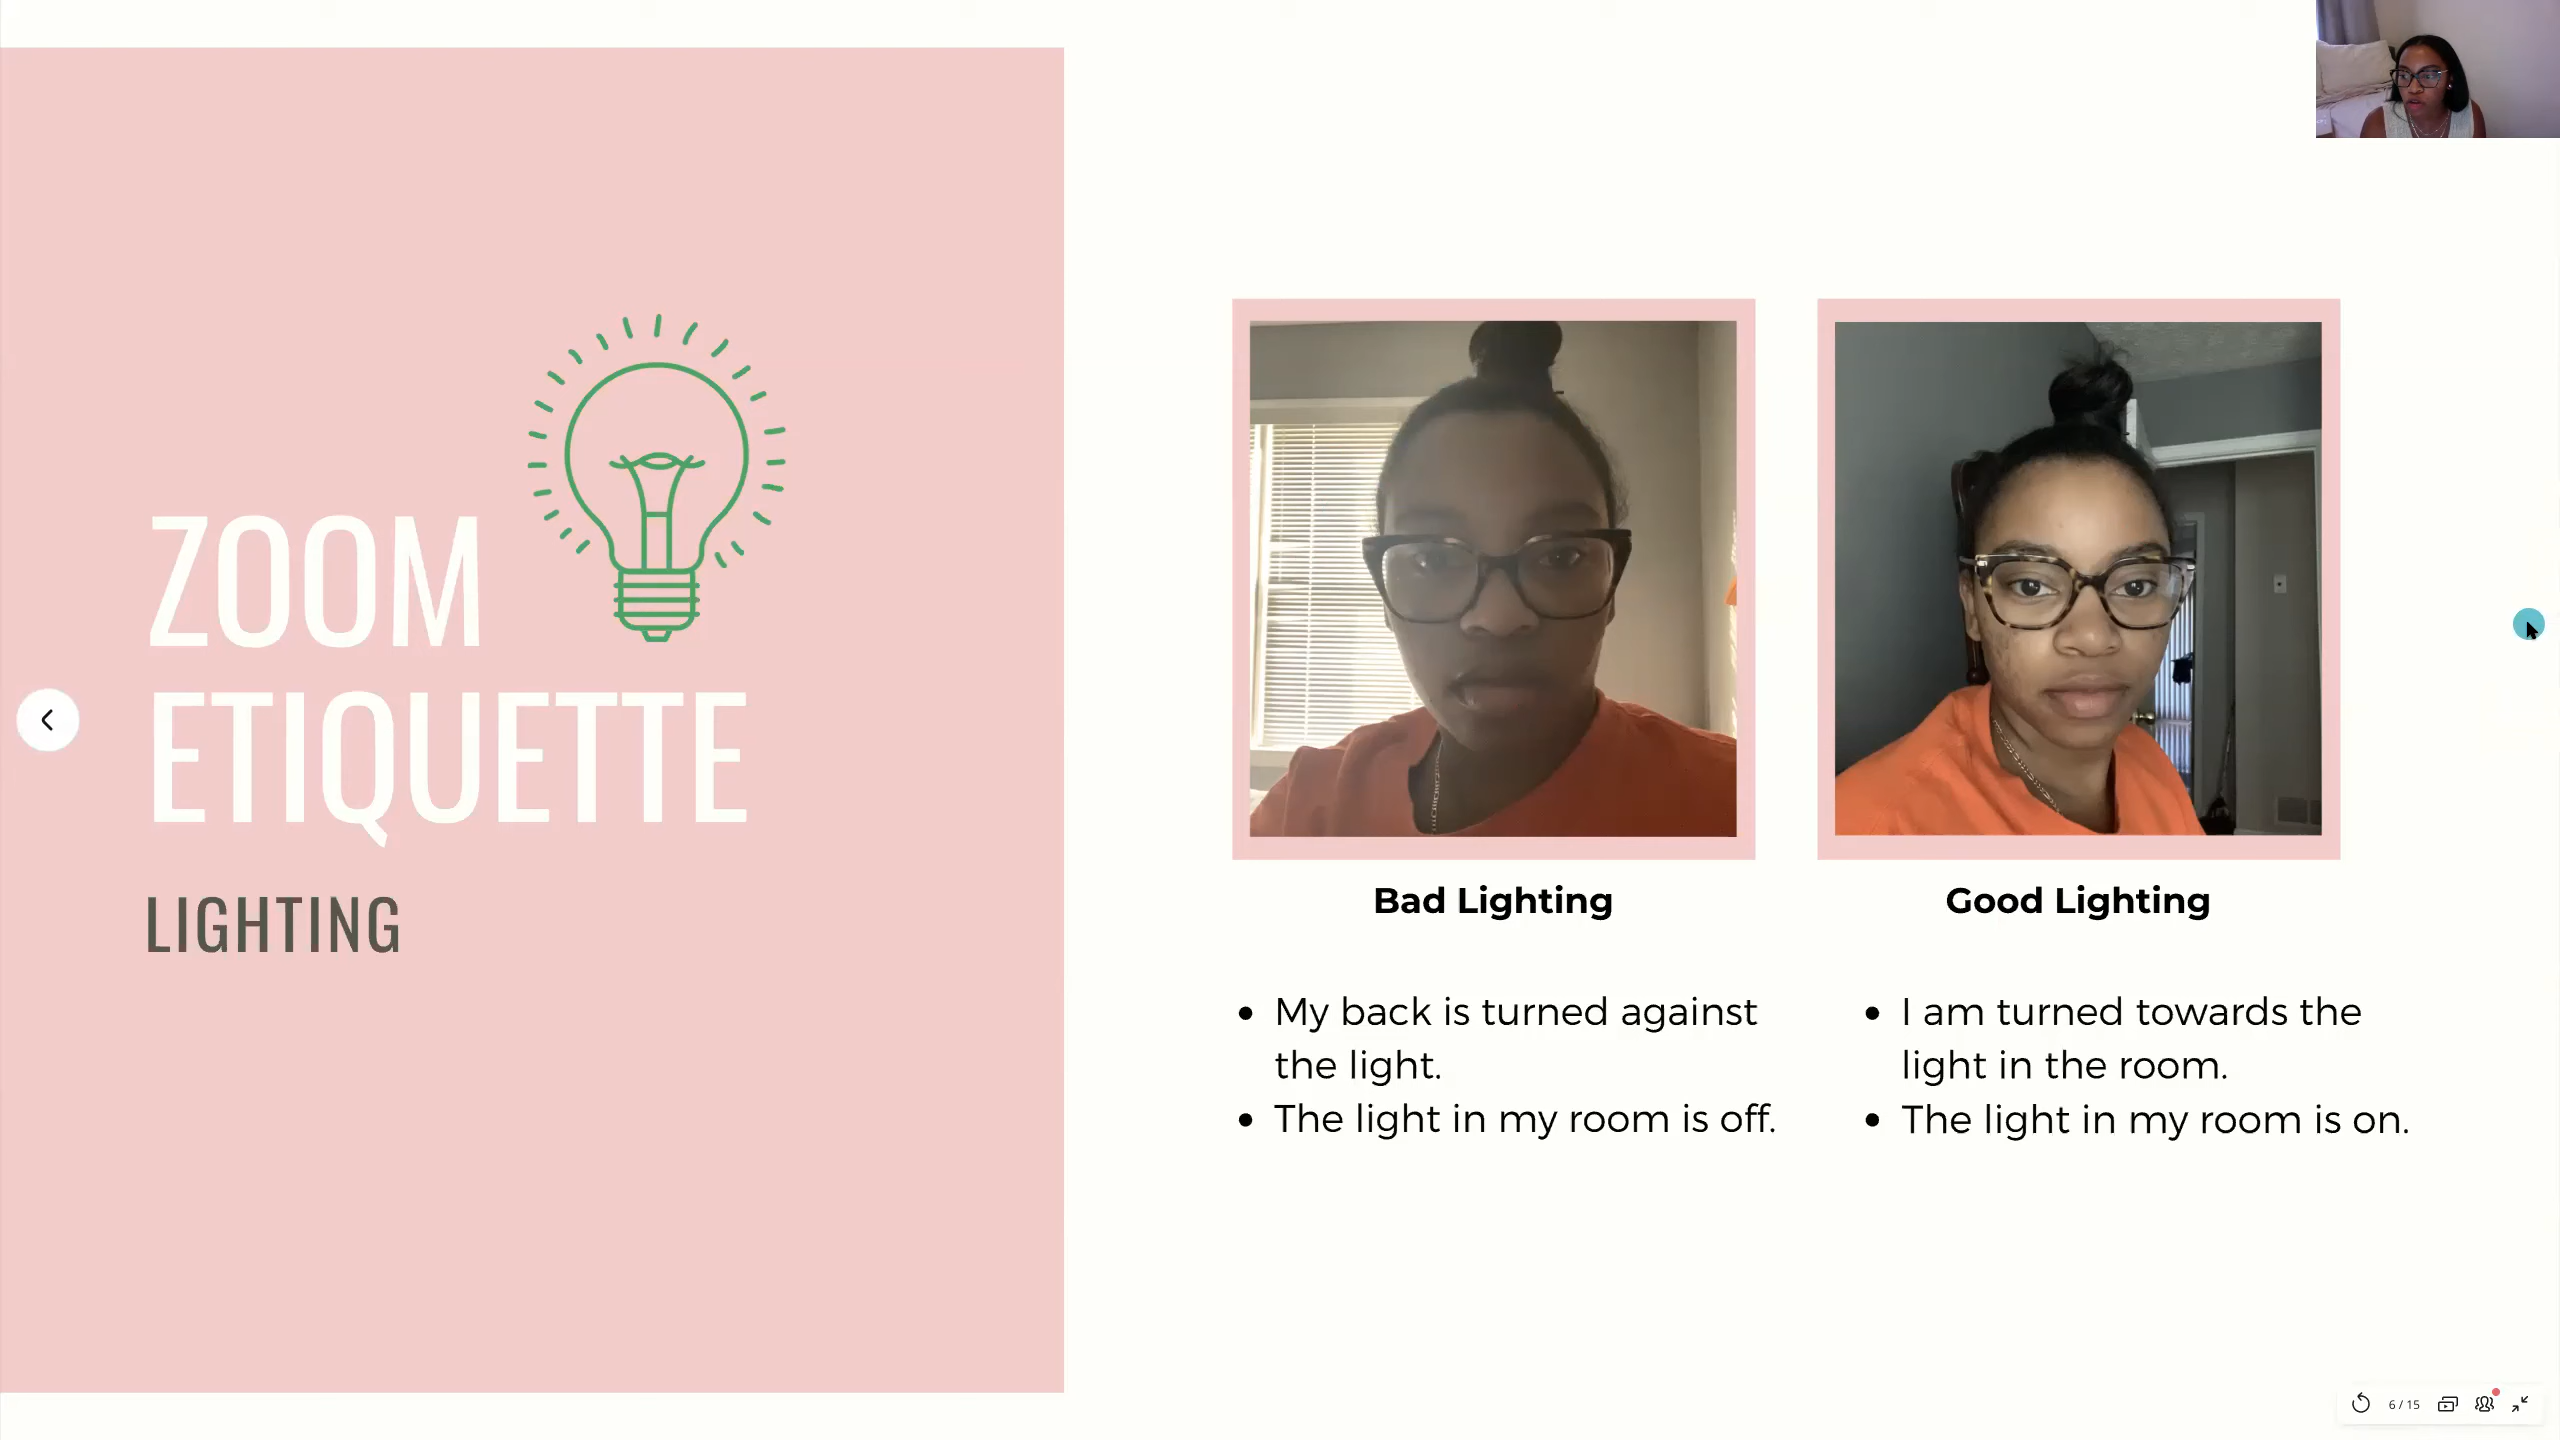 ZOOM
ETIQUETTE
LIGHTING
Bad Lighting
My back is turned against
the light.
The light in my room is off.
Good Lighting
I am turned towards the
light in the room.
The light in my room is on.
6 / 15